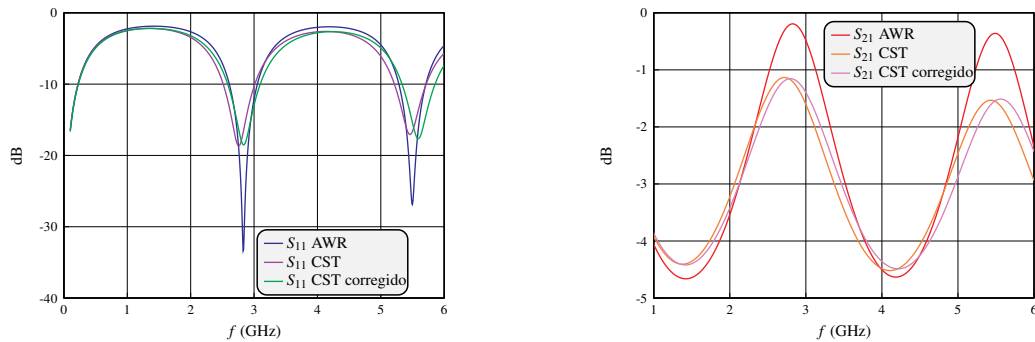 0
-10
-20
-30
-40
dB
0 1 2 3 4 5 6
f (GHz)
S11 AWR
S11 CST
S11 CST corregido
0
-1
-2
-3
-4
-5
dB
1 2 3 4 5 6
f (GHz)
S21 AWR
S21 CST
S21 CST corregido